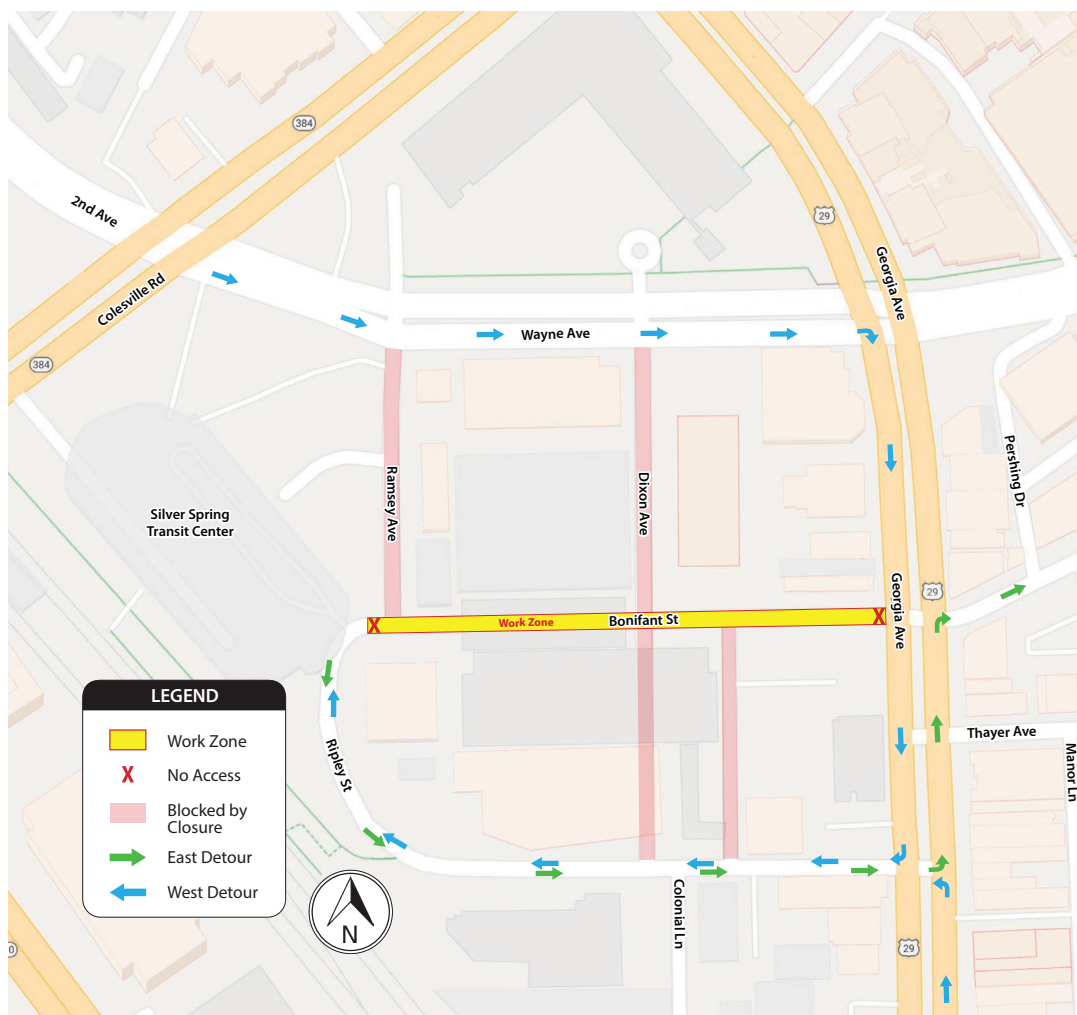 384
2nd Ave
29
Georgia Ave
Colesville Rd
Wayne Ave
384
Ramsey Ave
Dixon Ave
Pershing Dr
Silver Spring
Transit Center
Georgia Ave
29
Work Zone
Bonifant St
X
X
LEGEND
Work Zone
X
No Access
Blocked by
Closure
East Detour
West Detour
Ripley St
Thayer Ave
Manor Ln
Colonial Ln
N
29
0